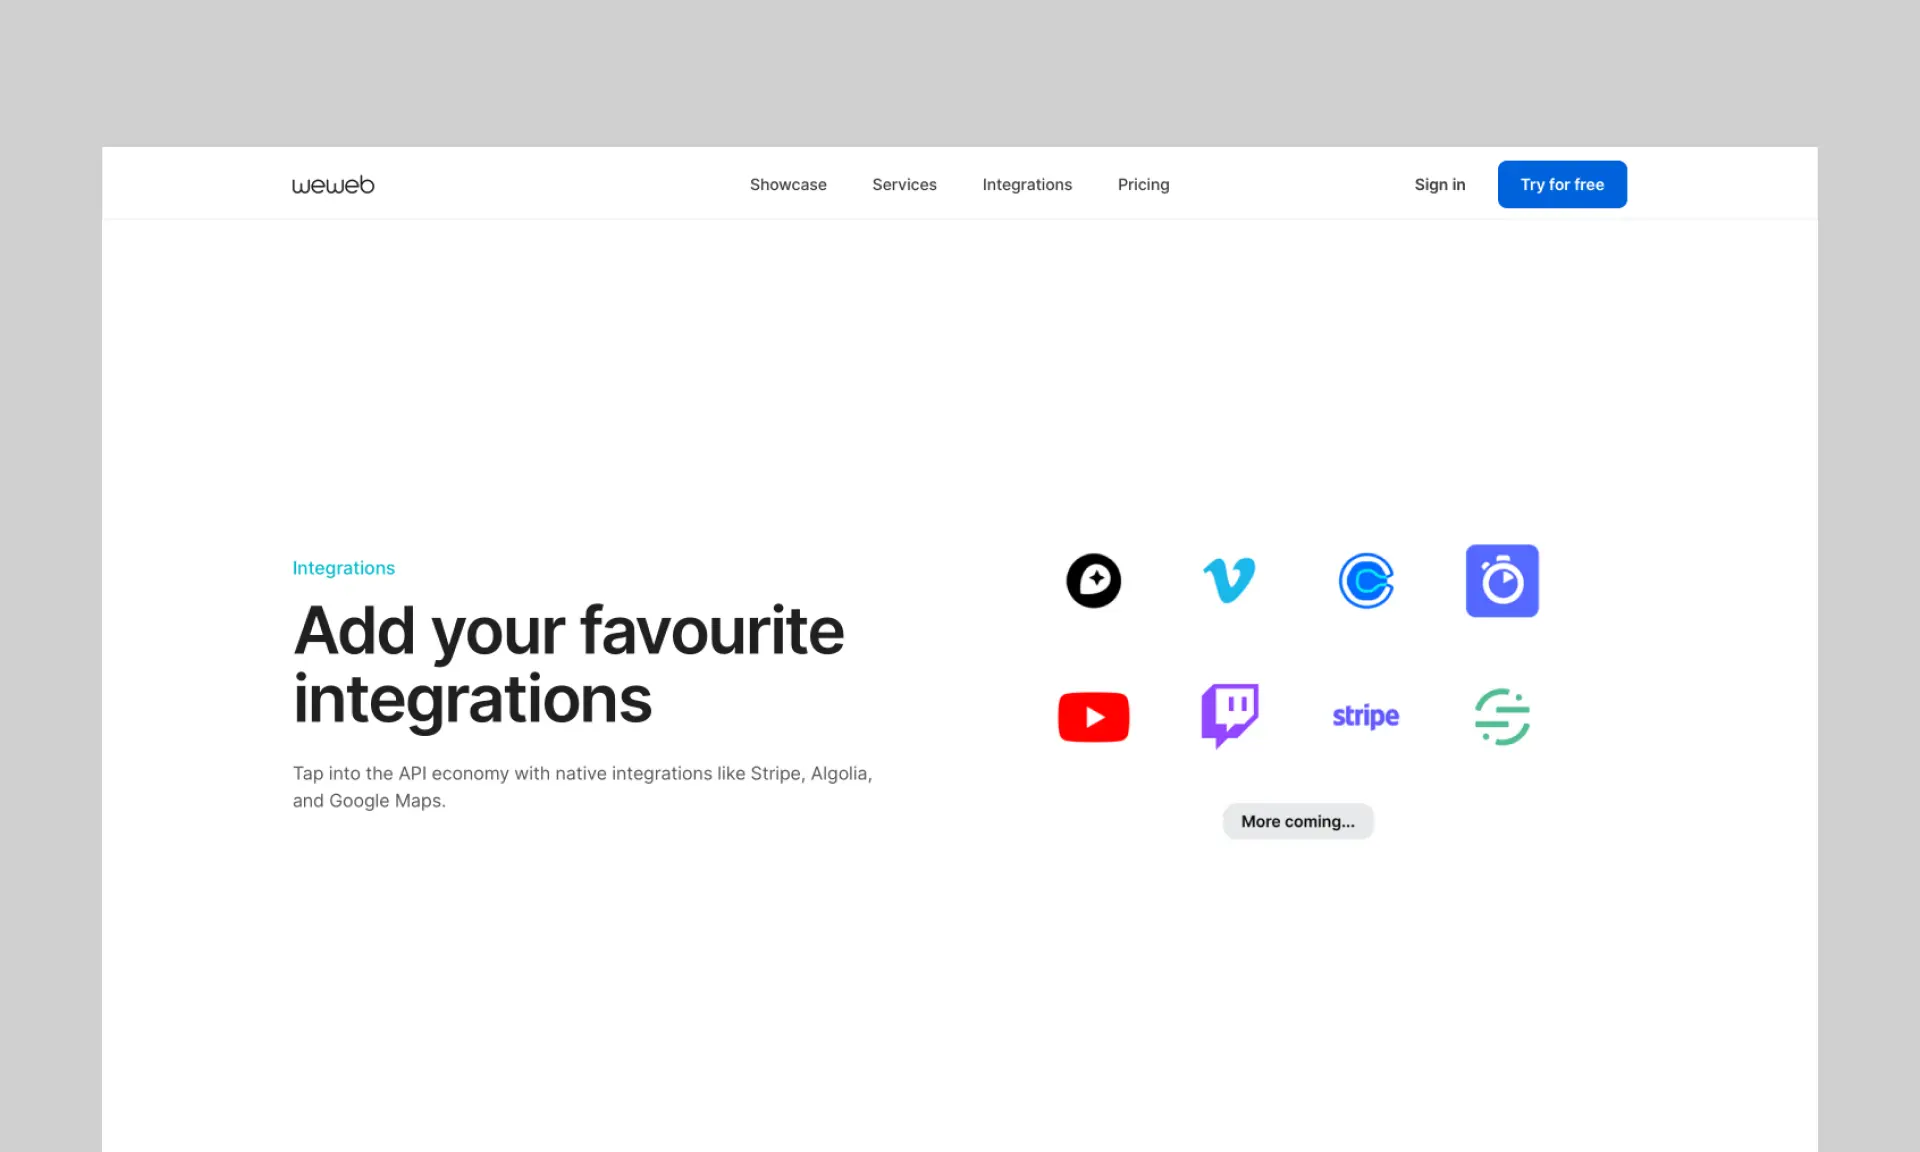 weweb
Showcase
Services
Integrations
Pricing
Sign in
Try for free
Integrations
Add your favourite
integrations
Tap into the API economy with native integrations like Stripe, Algolia,
and Google Maps.
stripe
More coming...